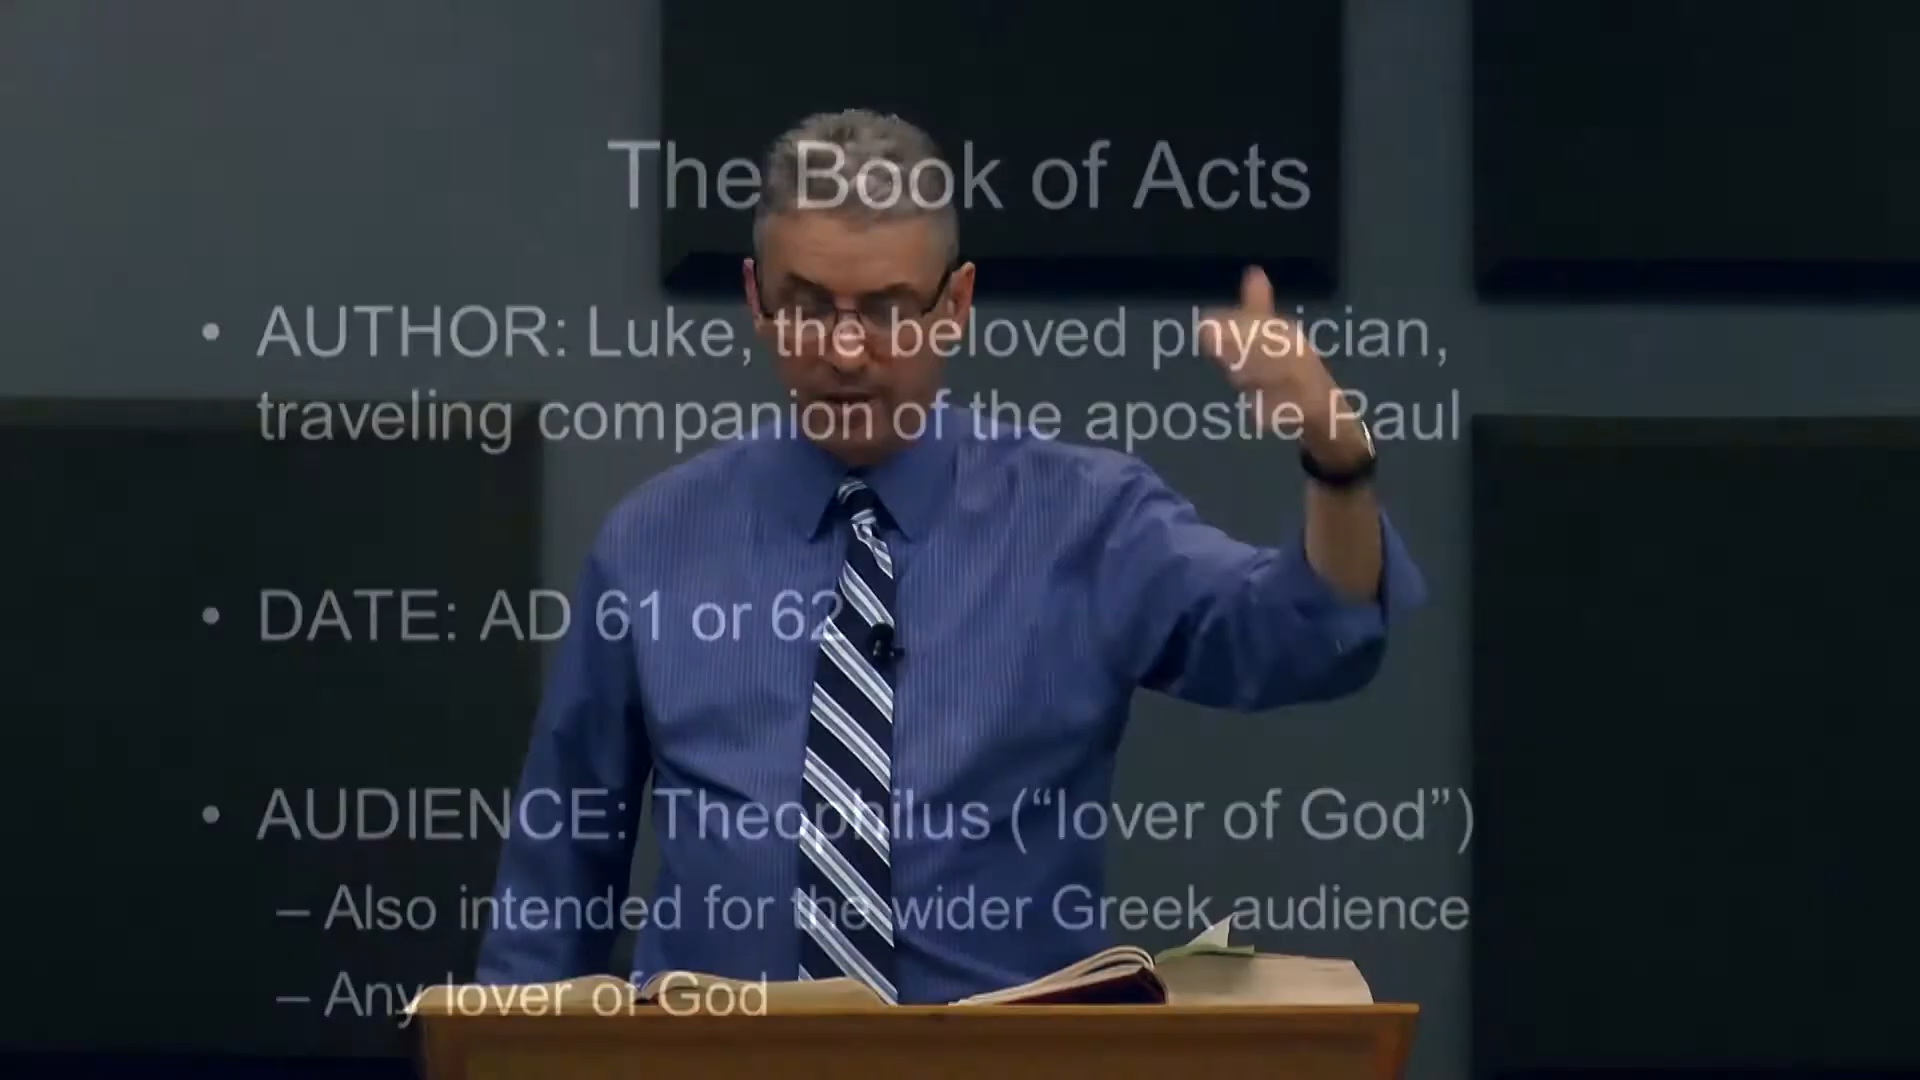 The Book of Acts
• AUTHOR: Luke, the beloved physician,
traveling companion of the apostle Paul
• DATE: AD 61 or 62
• AUDIENCE: Theophilus (“lover of God”)
– Also intended for the wider Greek audience
– Any lover of God